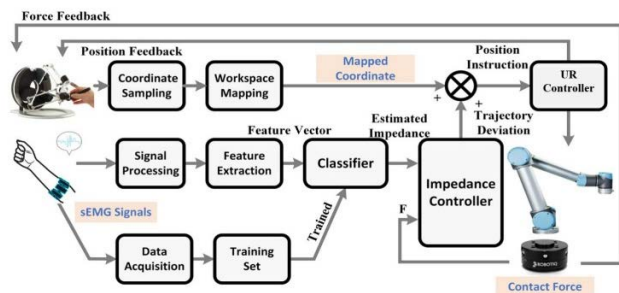 Force Feedback
Position Feedback
Coordinate
Sampling
Workspace
Mapping
Mapped
Coordinate
Position
Instruction
UR
Controller
+
+
Trajectory
Deviation
Estimated
Impedance
Feature Vector
Signal
Processing
Feature
Extraction
Classifier
Impedance
Controller
F
sEMG Signals
Trained
Data
Acquisition
Training
Set
ROBOTIQ
Contact Force